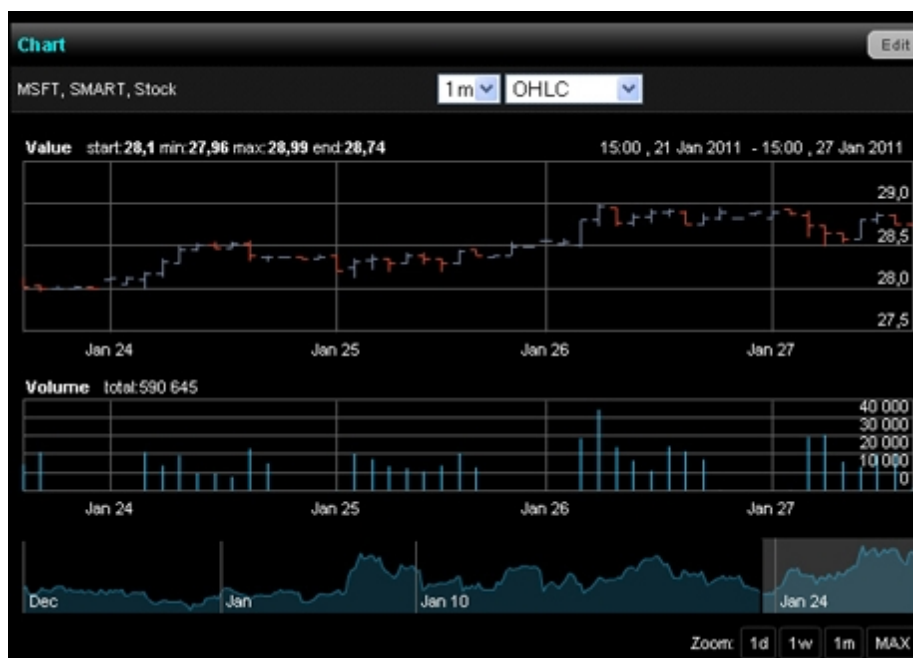 Chart Edit
MSFT, SMART, Stock 1m OHLC
Value start:28,1 min:27,96 max:28,99 end:28,74 15:00 , 21 Jan 2011 - 15:00 , 27 Jan 2011
29,0
28,5
28,0
27,5
Jan 24 Jan 25 Jan 26 Jan 27
Volume total:590 645
40 000
30 000
20 000
10 000
0
Jan 24 Jan 25 Jan 26 Jan 27
Dec Jan Jan 10 Jan 24
Zoom: 1d 1w 1m MAX